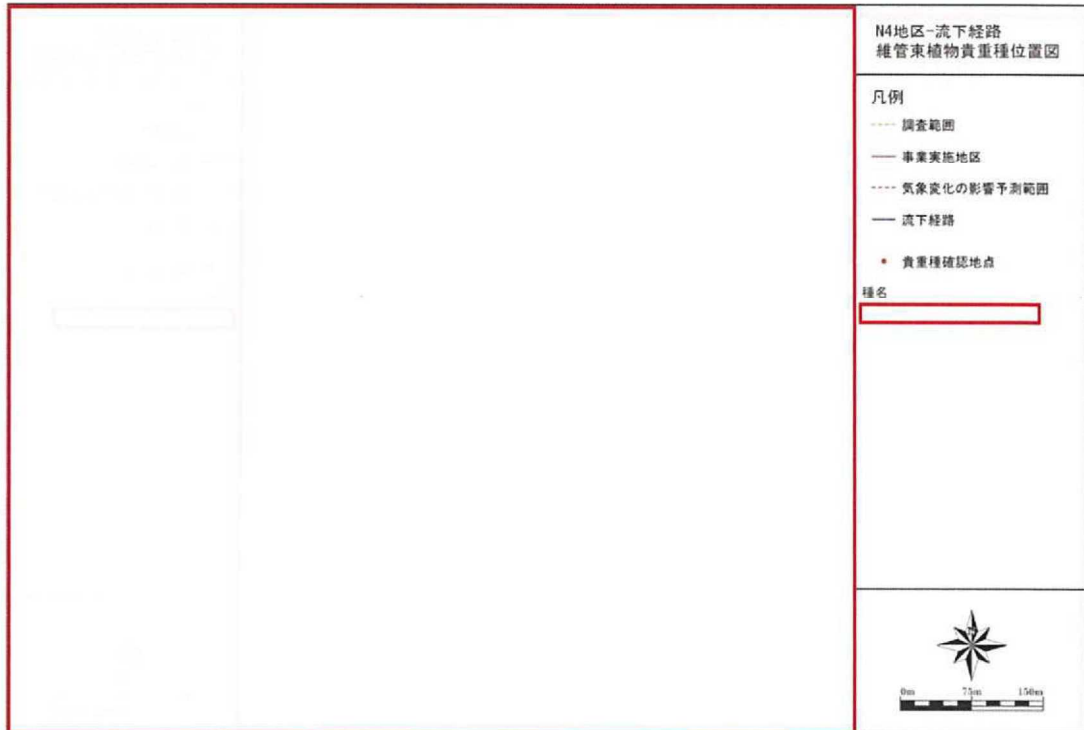 N4地区-流下経路
維管束植物貴重種位置図
凡例
調査範囲
事業実施地区
気象変化の影響予測範囲
流下経路
貴重種確認地点
種名
N
0m 75m 150m